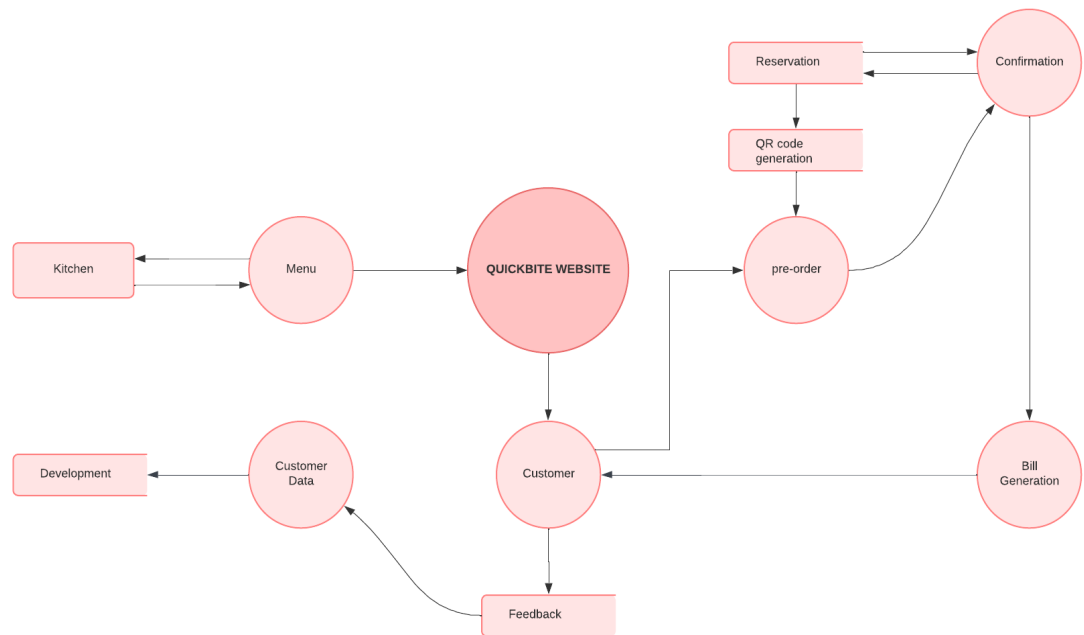 Reservation
Confirmation
QR code
generation
Kitchen
Menu
QUICKBITE WEBSITE
pre-order
Development
Customer
Data
Customer
Bill
Generation
Feedback